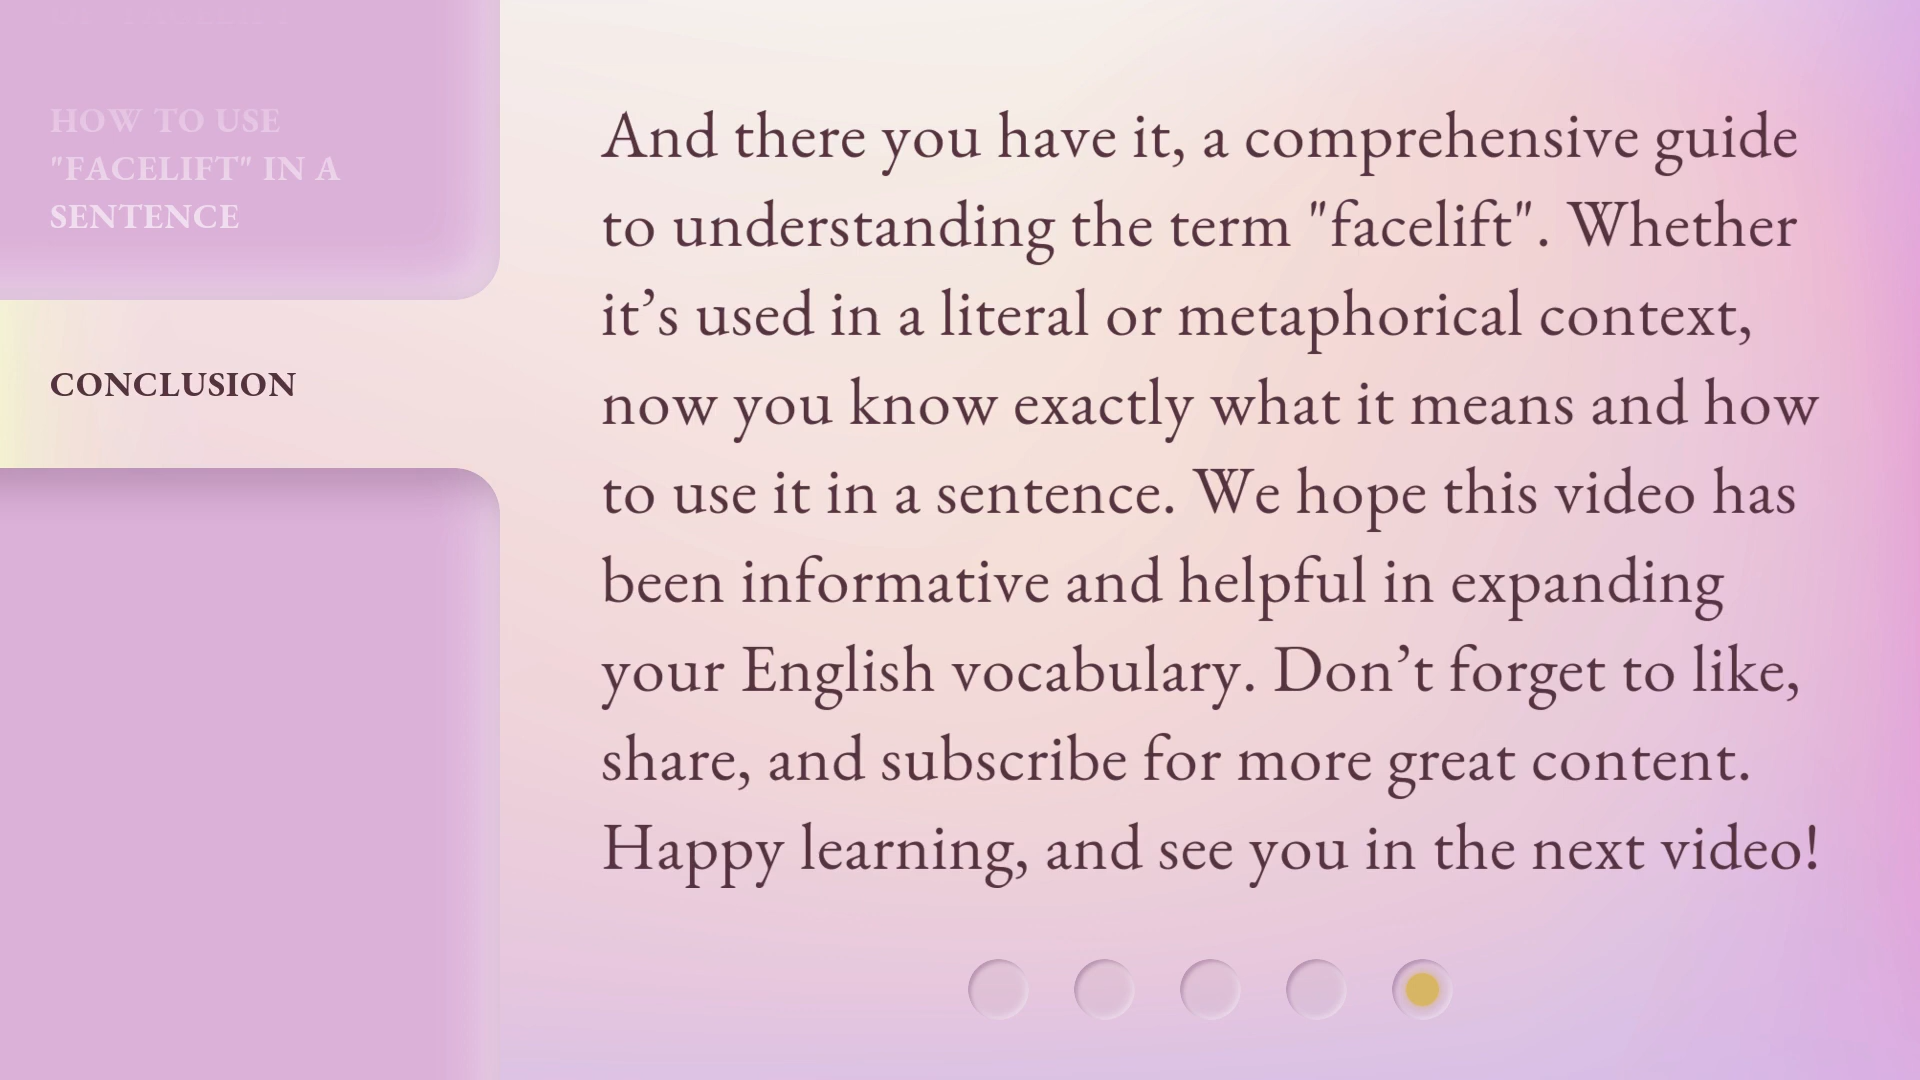 HOW TO USE
"FACELIFT" IN A
SENTENCE
CONCLUSION
And there you have it, a comprehensive guide
to understanding the term "facelift". Whether
it’s used in a literal or metaphorical context,
now you know exactly what it means and how
to use it in a sentence. We hope this video has
been informative and helpful in expanding
your English vocabulary. Don’t forget to like,
share, and subscribe for more great content.
Happy learning, and see you in the next video!